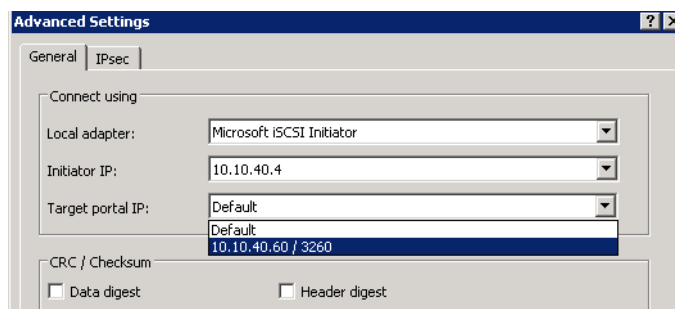 Advanced Settings
General IPsec
Connect using
Local adapter: Microsoft iSCSI Initiator
Initiator IP: 10.10.40.4
Target portal IP: Default
Default
10.10.40.60 / 3260
CRC / Checksum
Data digest Header digest